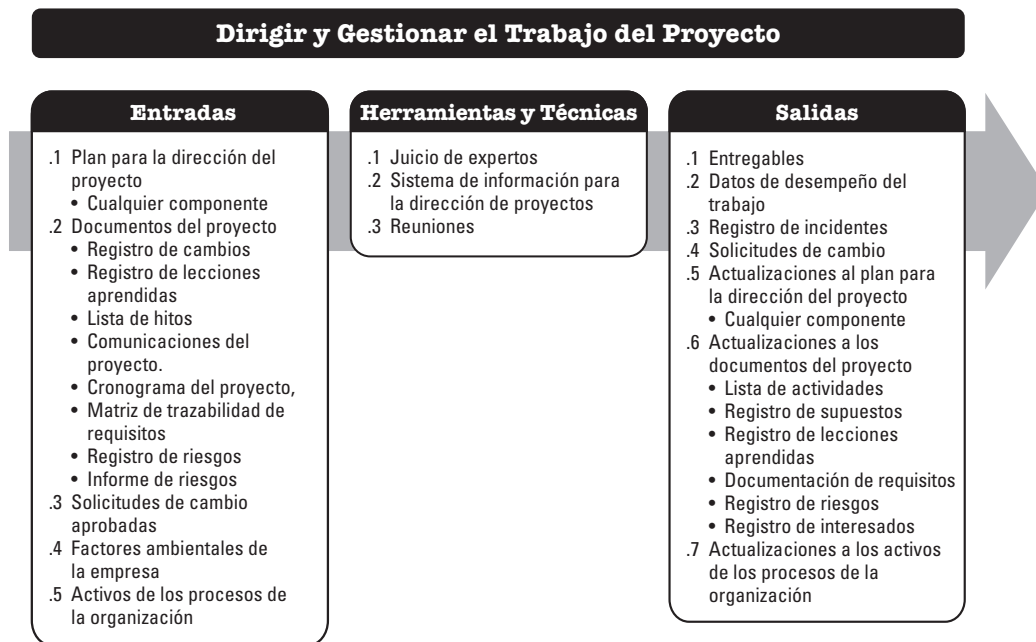 Dirigir y Gestionar el Trabajo del Proyecto
Entradas
.1 Plan para la dirección del
proyecto
• Cualquier componente
.2 Documentos del proyecto
• Registro de cambios
• Registro de lecciones
aprendidas
• Lista de hitos
• Comunicaciones del
proyecto.
• Cronograma del proyecto,
• Matriz de trazabilidad de
requisitos
• Registro de riesgos
• Informe de riesgos
.3 Solicitudes de cambio
aprobadas
.4 Factores ambientales de
la empresa
.5 Activos de los procesos de
la organización
Herramientas y Técnicas
.1 Juicio de expertos
.2 Sistema de información para
la dirección de proyectos
.3 Reuniones
Salidas
.1 Entregables
.2 Datos de desempeño del
trabajo
.3 Registro de incidentes
.4 Solicitudes de cambio
.5 Actualizaciones al plan para
la dirección del proyecto
• Cualquier componente
.6 Actualizaciones a los
documentos del proyecto
• Lista de actividades
• Registro de supuestos
• Registro de lecciones
aprendidas
• Documentación de requisitos
• Registro de riesgos
• Registro de interesados
.7 Actualizaciones a los activos
de los procesos de la
organización